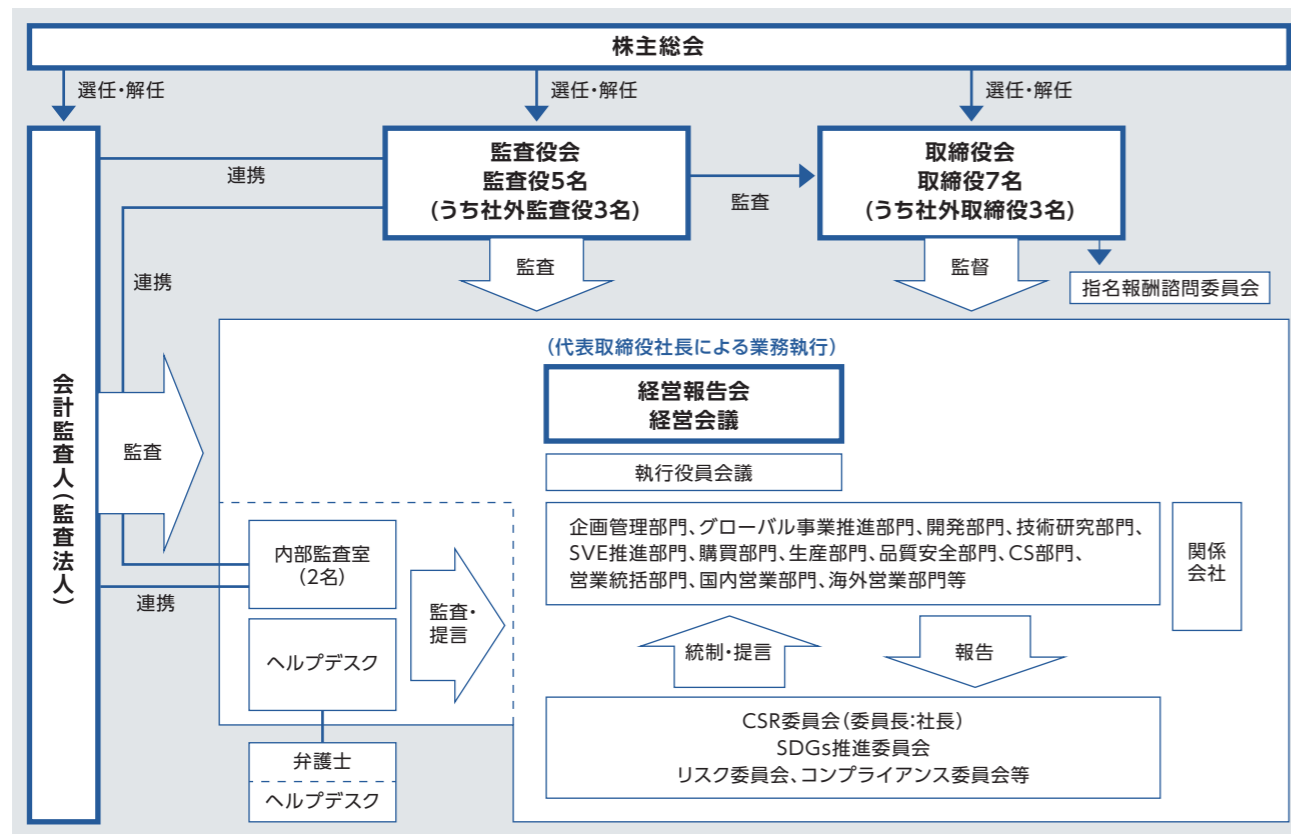 株主総会
選任・解任
選任・解任
選任・解任
監査役会
監査役5名
(うち社外監査役3名)
取締役会
取締役7名
(うち社外取締役3名)
連携
監査
連携
監査
監督
指名報酬諮問委員会
会計監査人(監査法人)
監査
(代表取締役社長による業務執行)
経営報告会
経営会議
執行役員会議
企画管理部門、グローバル事業推進部門、開発部門、技術研究部門、
SVE推進部門、購買部門、生産部門、品質安全部門、CS部門、
営業統括部門、国内営業部門、海外営業部門等
関係
会社
内部監査室
(2名)
連携
監査・
提言
ヘルプデスク
統制・提言
報告
CSR委員会(委員長:社長)
SDGs推進委員会
リスク委員会、コンプライアンス委員会等
弁護士
ヘルプデスク